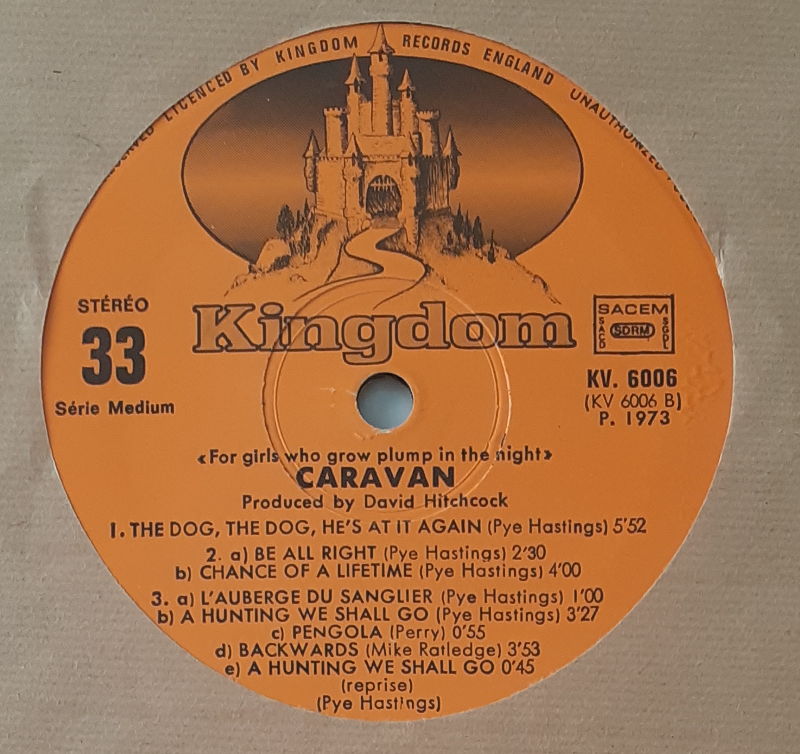 LICENCED BY KINGDOM RECORDS ENGLAND UNAUTHORIZED
Kingdom
STÉRÉO
33
Série Medium
SACEM
SACD
SDRM
SGDL
KV. 6006
(KV 6006 B)
P. 1973
«For girls who grow plump in the night»
CARAVAN
Produced by David Hitchcock
1. THE DOG, THE DOG, HE'S AT IT AGAIN (Pye Hastings) 5'52
2. a) BE ALL RIGHT (Pye Hastings) 2'30
b) CHANCE OF A LIFETIME (Pye Hastings) 4'00
3. a) L'AUBERGE DU SANGLIER (Pye Hastings) 1'00
b) A HUNTING WE SHALL GO (Pye Hastings) 3'27
c) PENGOLA (Perry) 0'55
d) BACKWARDS (Mike Ratledge) 3'53
e) A HUNTING WE SHALL GO 0'45
(reprise)
(Pye Hastings)